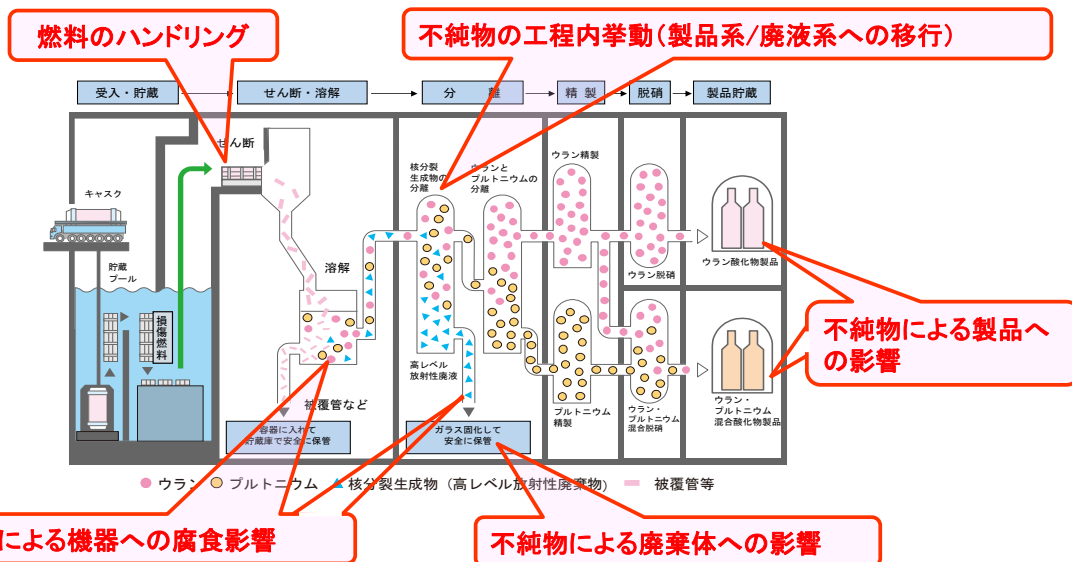 燃料のハンドリング
不純物の工程内挙動(製品系/廃液系への移行)
受入・貯蔵
せん断・溶解
分　離
精 製
脱硝
製品貯蔵
せん断
キャスク
貯蔵
プール
損傷燃料
溶解
被覆管など
容器に入れて
貯蔵庫で安全に保管
核分裂
生成物の
分離
ウランと
プルトニウムの
分離
高レベル
放射性廃液
ガラス固化して
安全に保管
ウラン精製
ウラン脱硝
ウラン酸化物製品
プルトニウム
精製
ウラン・
プルトニウム
混合脱硝
ウラン・
プルトニウム
混合酸化物製品
不純物による製品へ
の影響
ウラン
プルトニウム
核分裂生成物 (高レベル放射性廃棄物)
被覆管等
による機器への腐食影響
不純物による廃棄体への影響